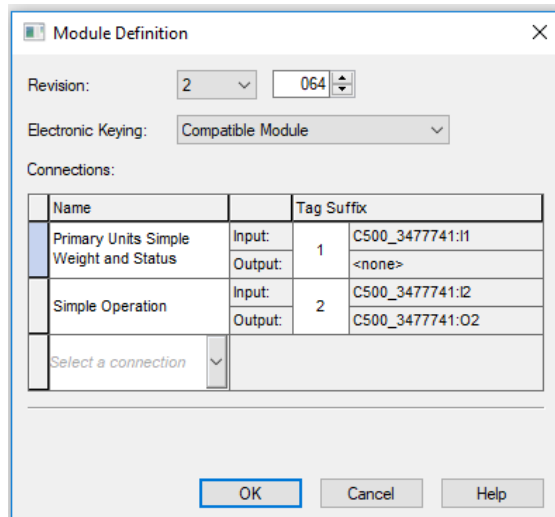 Module Definition
Revision: 2 064
Electronic Keying: Compatible Module
Connections:
Name Tag Suffix
Primary Units Simple Weight and Status Input: 1 C500_3477741:I1
Output: <none>
Simple Operation Input: 2 C500_3477741:I2
Output: C500_3477741:O2
Select a connection
OK Cancel Help